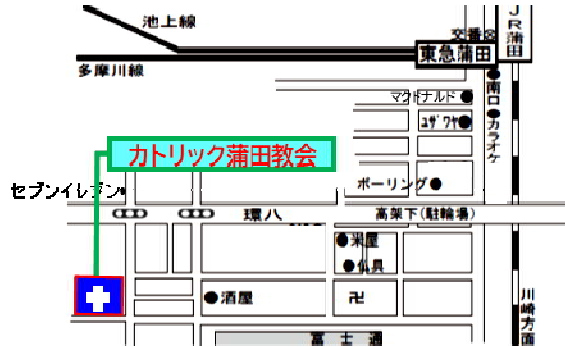 池上線
交番
JR蒲田
東急蒲田
多摩川線
マクドナルド
南口
カラオケ
ユザワヤ
カトリック蒲田教会
セブンイレブン
ボーリング
環八
高架下(駐輪場)
米屋
仏具
酒屋
卍
川崎方面
富士通